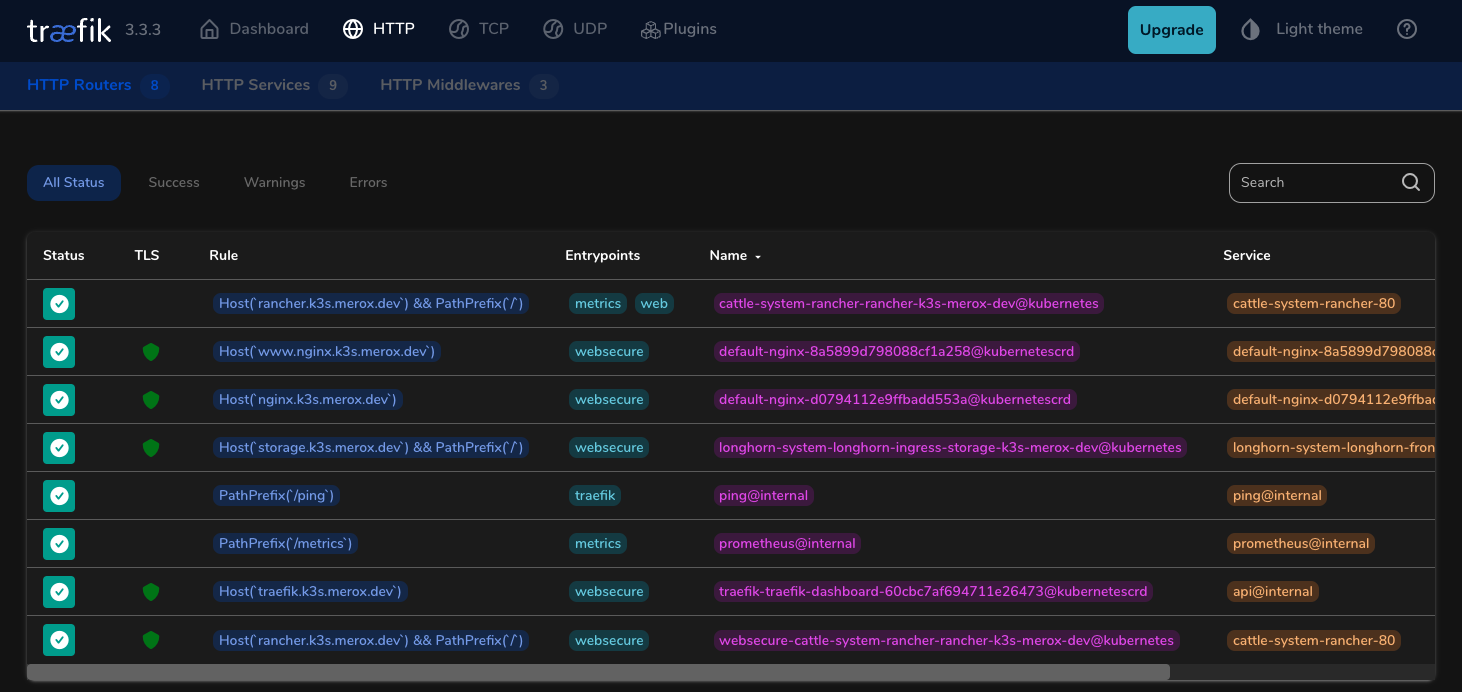 træfik 3.3.3 Dashboard HTTP TCP UDP Plugins Upgrade Light theme ?
HTTP Routers 8 HTTP Services 9 HTTP Middlewares 3
All Status Success Warnings Errors Search
Status TLS Rule Entrypoints Name Service
Host(`rancher.k3s.merox.dev`) && PathPrefix(`/`) metrics web cattle-system-rancher-rancher-k3s-merox-dev@kubernetes cattle-system-rancher-80
Host(`www.nginx.k3s.merox.dev`) websecure default-nginx-8a5899d798088cf1a258@kubernetescrd default-nginx-8a5899d798088c
Host(`nginx.k3s.merox.dev`) websecure default-nginx-d0794112e9ffbadd553a@kubernetescrd default-nginx-d0794112e9ffbad
Host(`storage.k3s.merox.dev`) && PathPrefix(`/`) websecure longhorn-system-longhorn-ingress-storage-k3s-merox-dev@kubernetes longhorn-system-longhorn-fron
PathPrefix(`/ping`) traefik ping@internal ping@internal
PathPrefix(`/metrics`) metrics prometheus@internal prometheus@internal
Host(`traefik.k3s.merox.dev`) websecure traefik-traefik-dashboard-60cbc7af694711e26473@kubernetescrd api@internal
Host(`rancher.k3s.merox.dev`) && PathPrefix(`/`) websecure websecure-cattle-system-rancher-rancher-k3s-merox-dev@kubernetes cattle-system-rancher-80